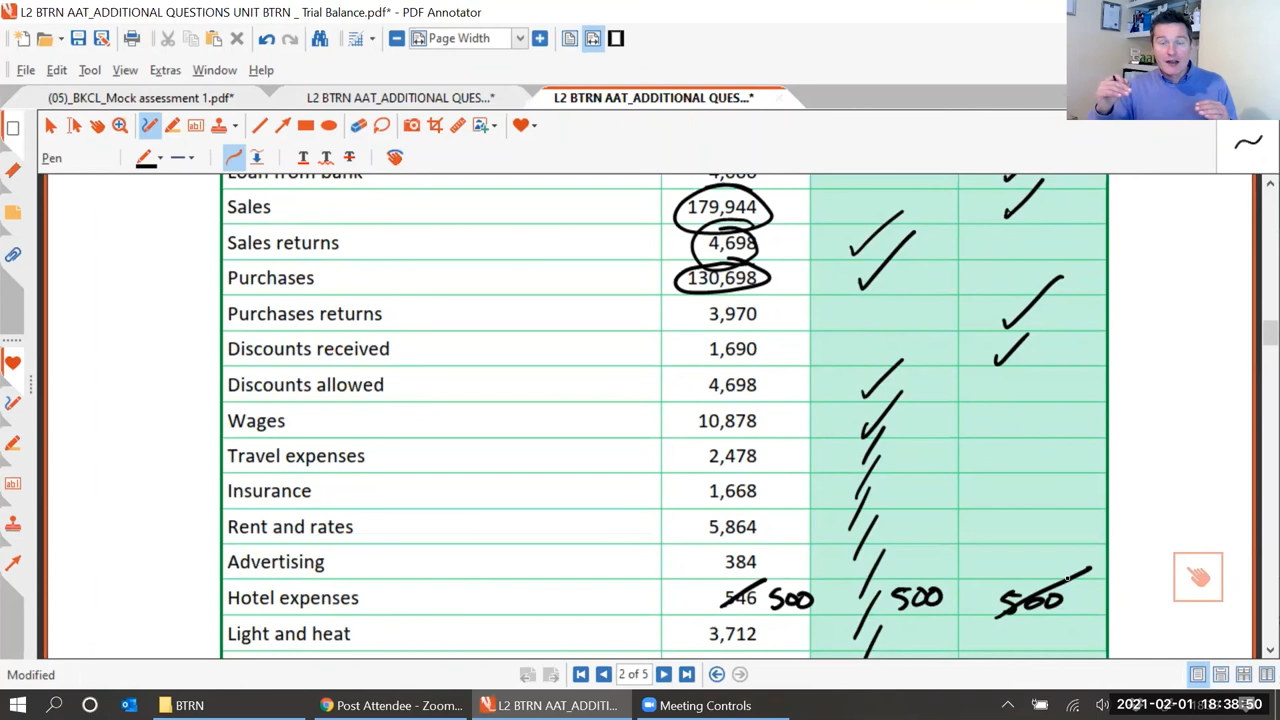 L2 BTRN AAT_ADDITIONAL QUESTIONS UNIT BTRN _ Trial Balance.pdf* - PDF Annotator
Page Width
File Edit Tool View Extras Window Help
(05)_BKCL_Mock assessment 1.pdf* L2 BTRN AAT_ADDITIONAL QUES...* L2 BTRN AAT_ADDITIONAL QUES...*
Pen
Loan from bank
Sales 179,944
Sales returns 4,698
Purchases 130,698
Purchases returns 3,970
Discounts received 1,690
Discounts allowed 4,698
Wages 10,878
Travel expenses 2,478
Insurance 1,668
Rent and rates 5,864
Advertising 384
Hotel expenses 546 500 500 500
Light and heat 3,712
Modified 2 of 5
BTRN Post Attendee - Zoom... L2 BTRN AAT_ADDITI... Meeting Controls 2021-02-01 18:38:50